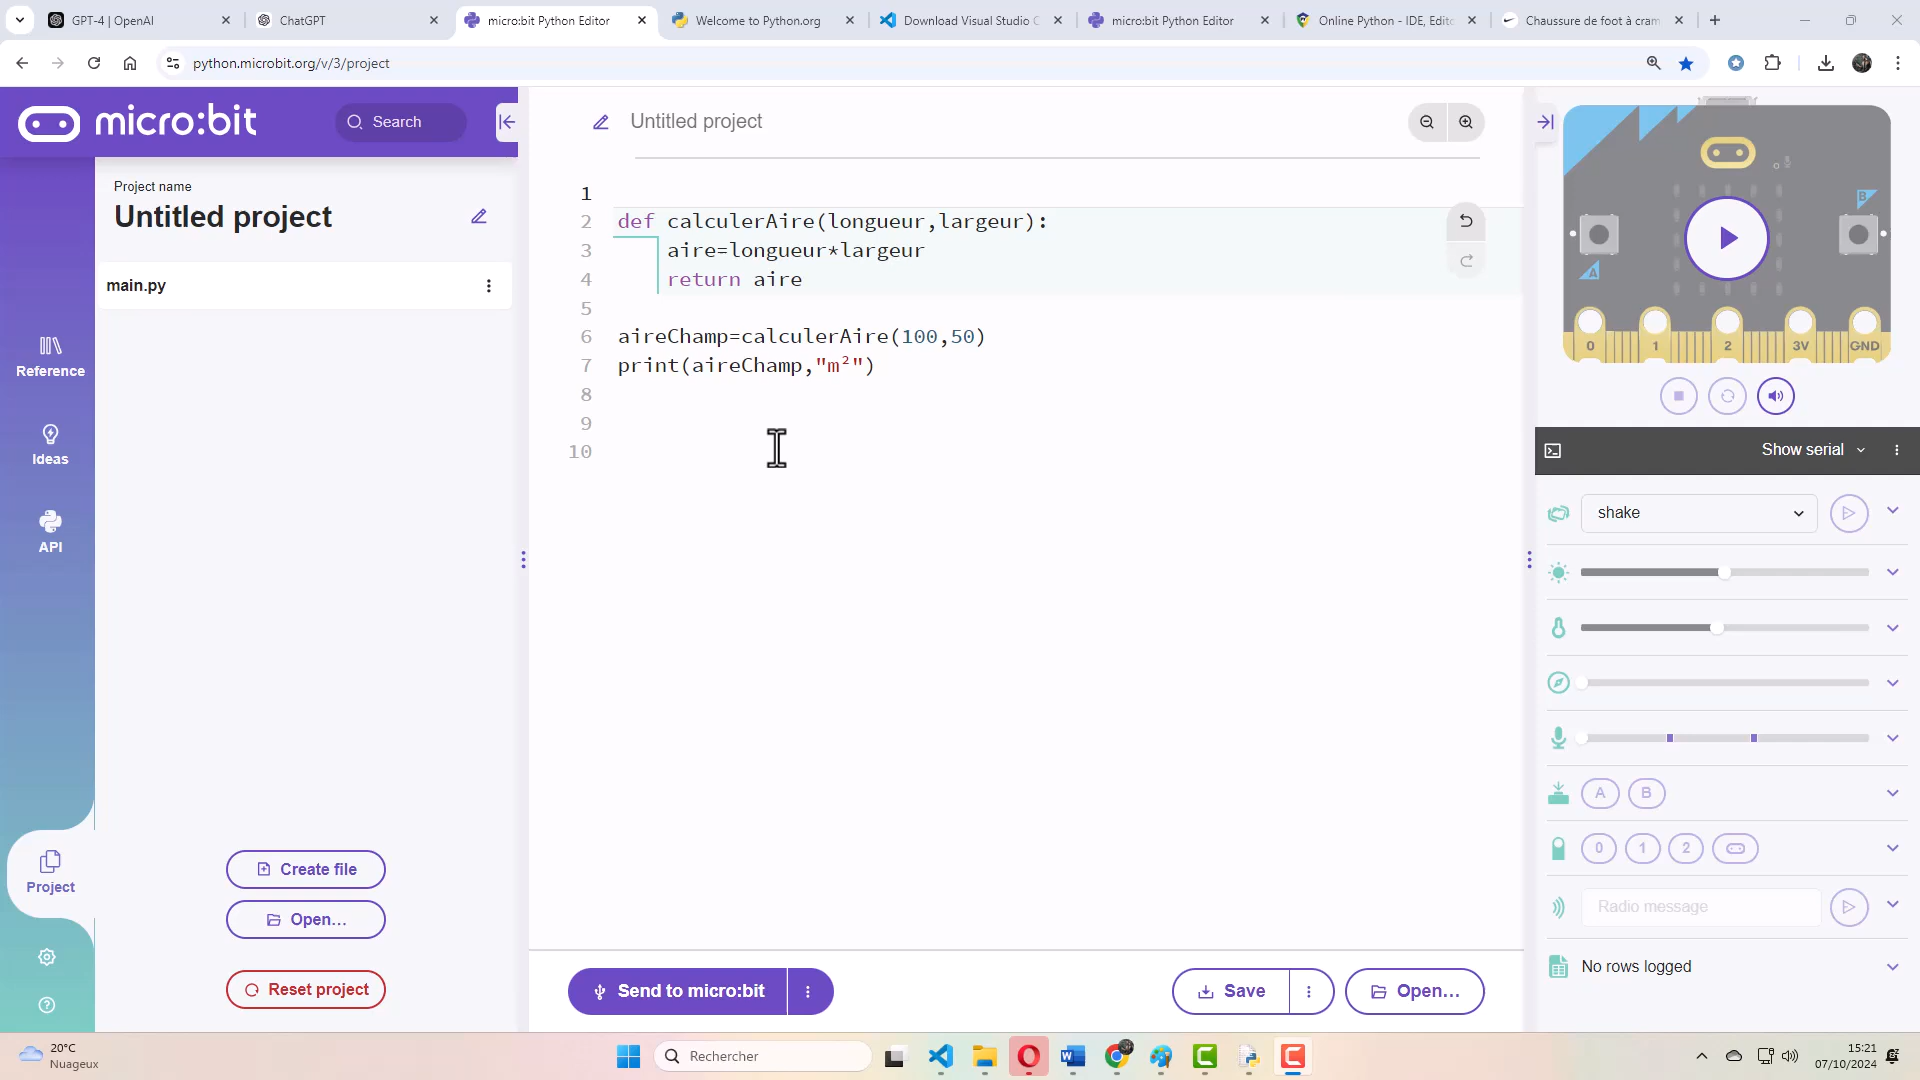 GPT-4 | OpenAI
ChatGPT
micro:bit Python Editor
Welcome to Python.org
Download Visual Studio C
micro:bit Python Editor
Online Python - IDE, Edito
Chaussure de foot à cram
python.microbit.org/v/3/project
micro:bit
Search
Project name
Untitled project
main.py
Reference
Ideas
API
Project
Create file
Open...
Reset project
Untitled project
1
2 def calculerAire(longueur,largeur):
3 aire=longueur*largeur
4 return aire
5
6 aireChamp=calculerAire(100,50)
7 print(aireChamp,"m²")
8
9
10
Send to micro:bit
Save
Open...
A
B
0 1 2 3V GND
Show serial
shake
A B
0 1 2
Radio message
No rows logged
20°C
Nuageux
Rechercher
15:21
07/10/2024